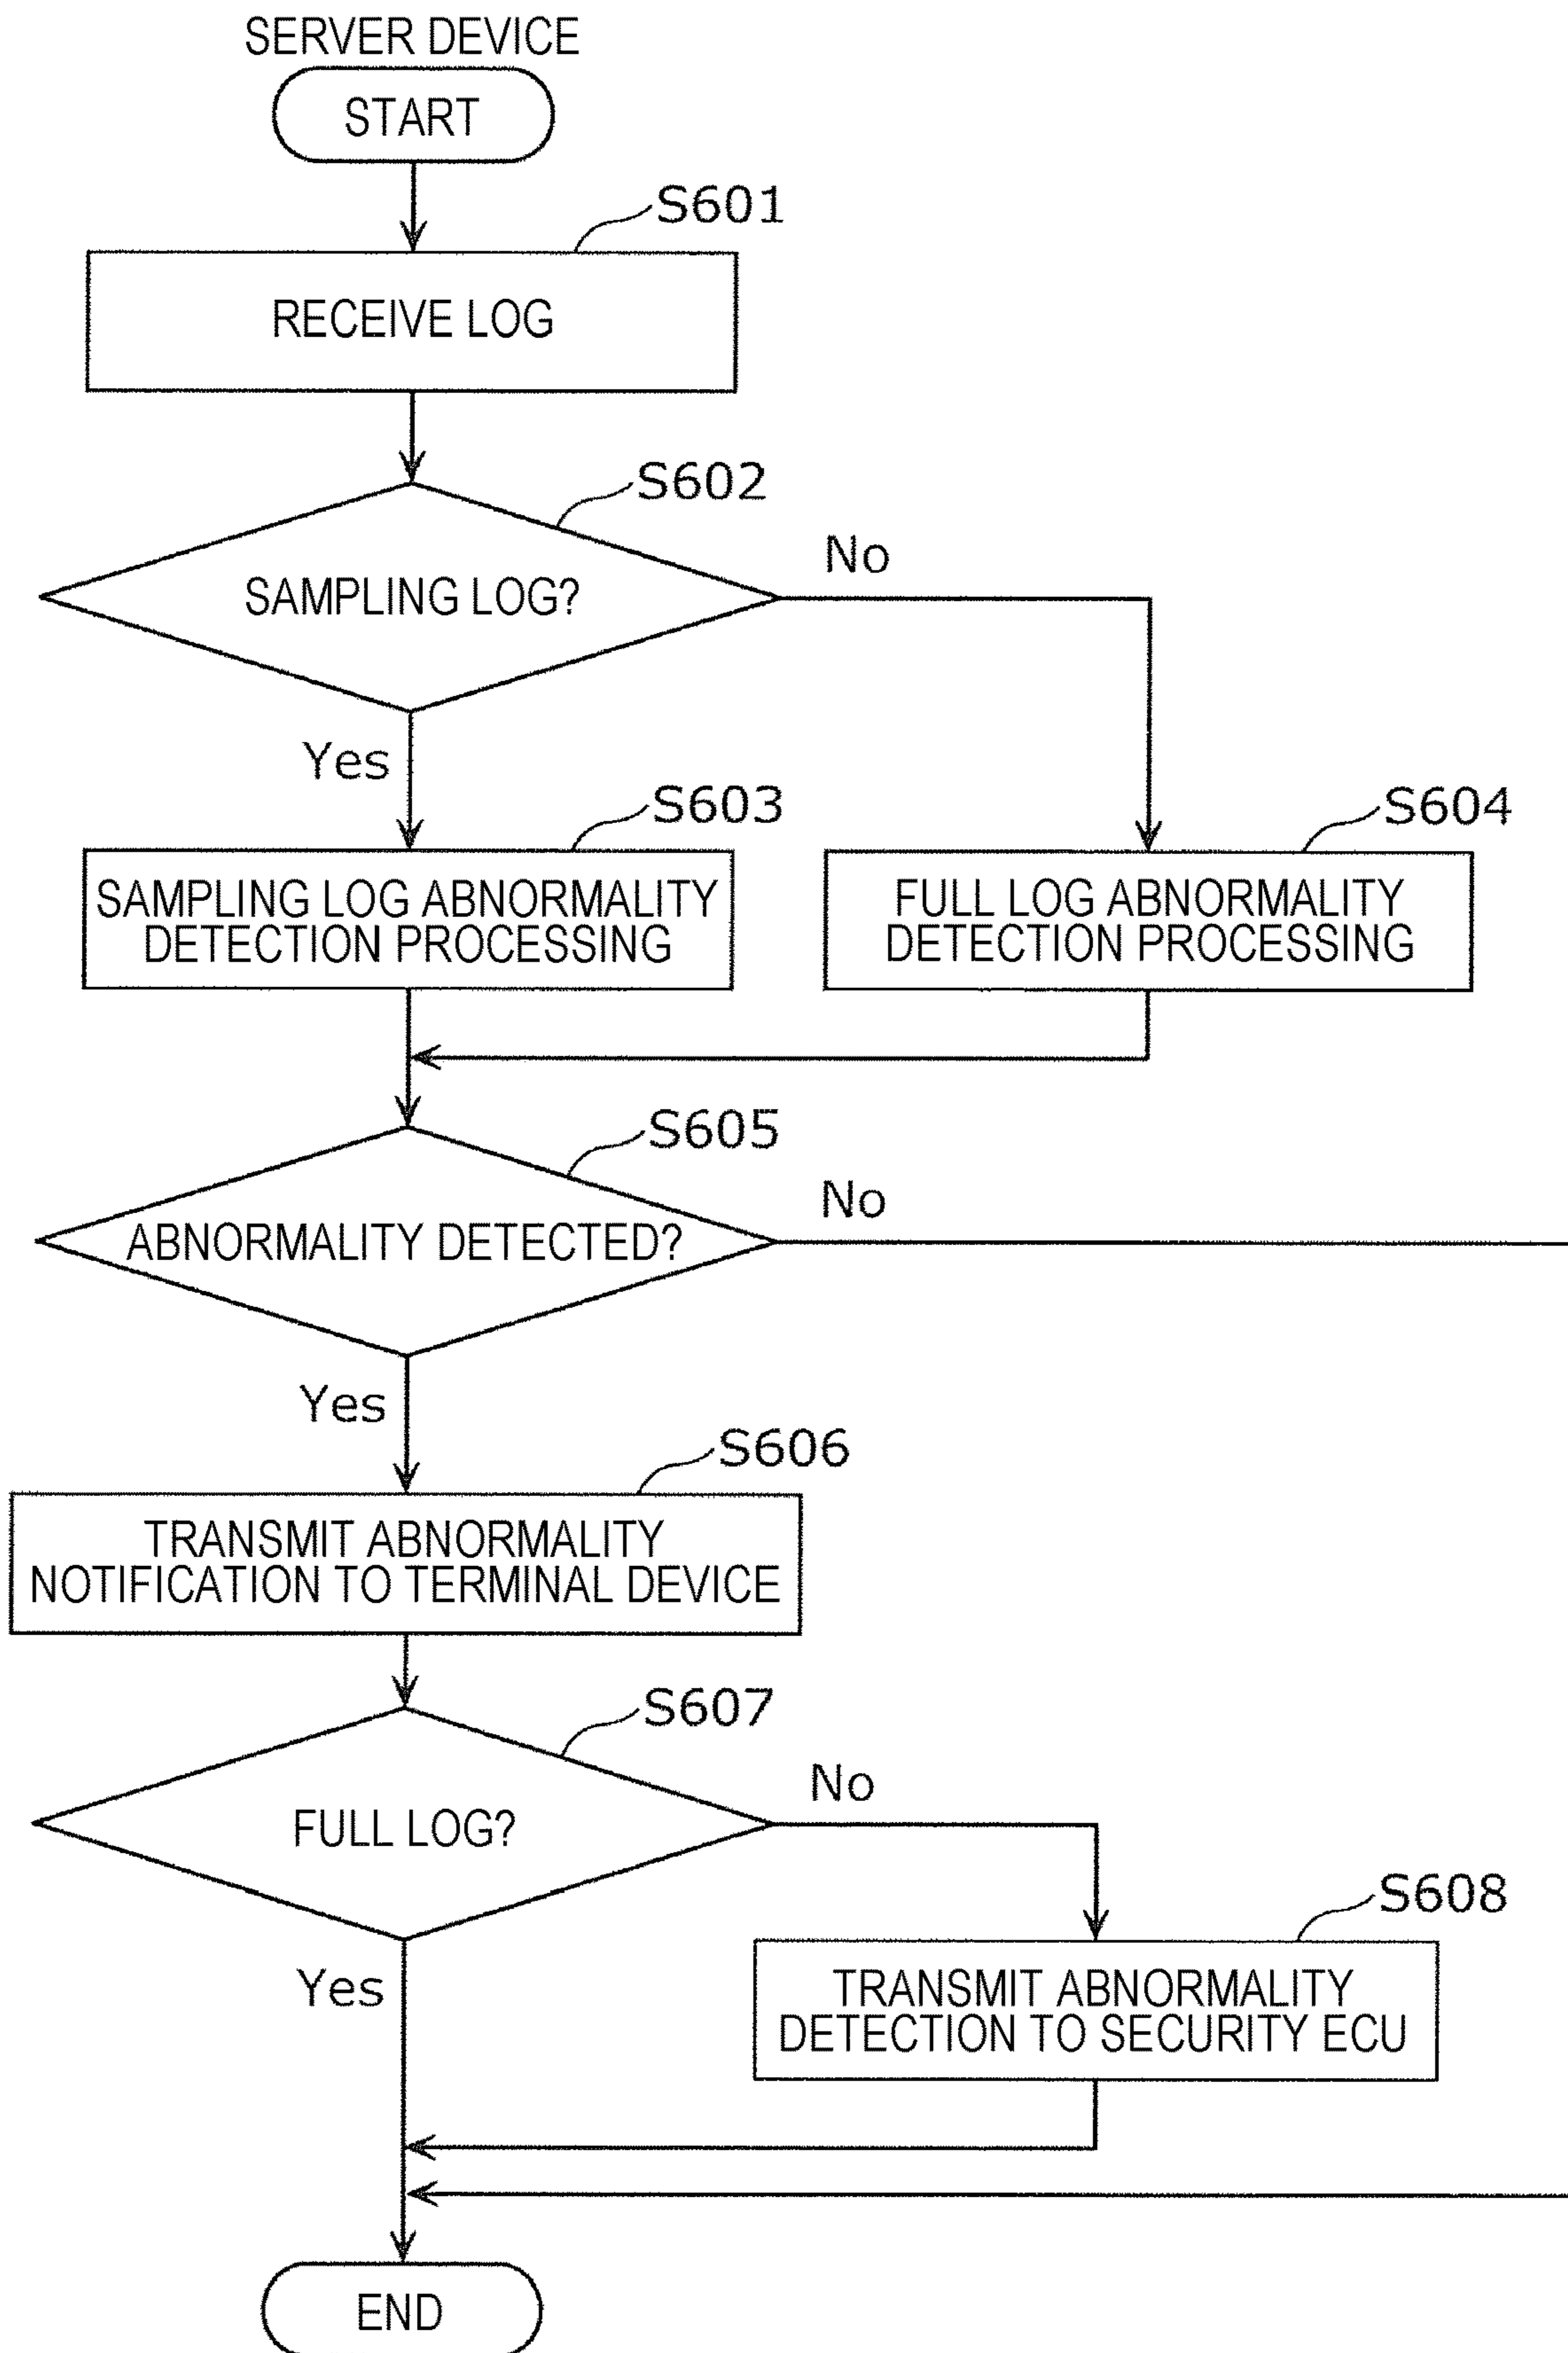 SERVER DEVICE
START
S601
RECEIVE LOG
S602
SAMPLING LOG?
No
Yes
S603
SAMPLING LOG ABNORMALITY
DETECTION PROCESSING
S604
FULL LOG ABNORMALITY
DETECTION PROCESSING
S605
ABNORMALITY DETECTED?
No
Yes
S606
TRANSMIT ABNORMALITY
NOTIFICATION TO TERMINAL DEVICE
S607
FULL LOG?
No
Yes
S608
TRANSMIT ABNORMALITY
DETECTION TO SECURITY ECU
END